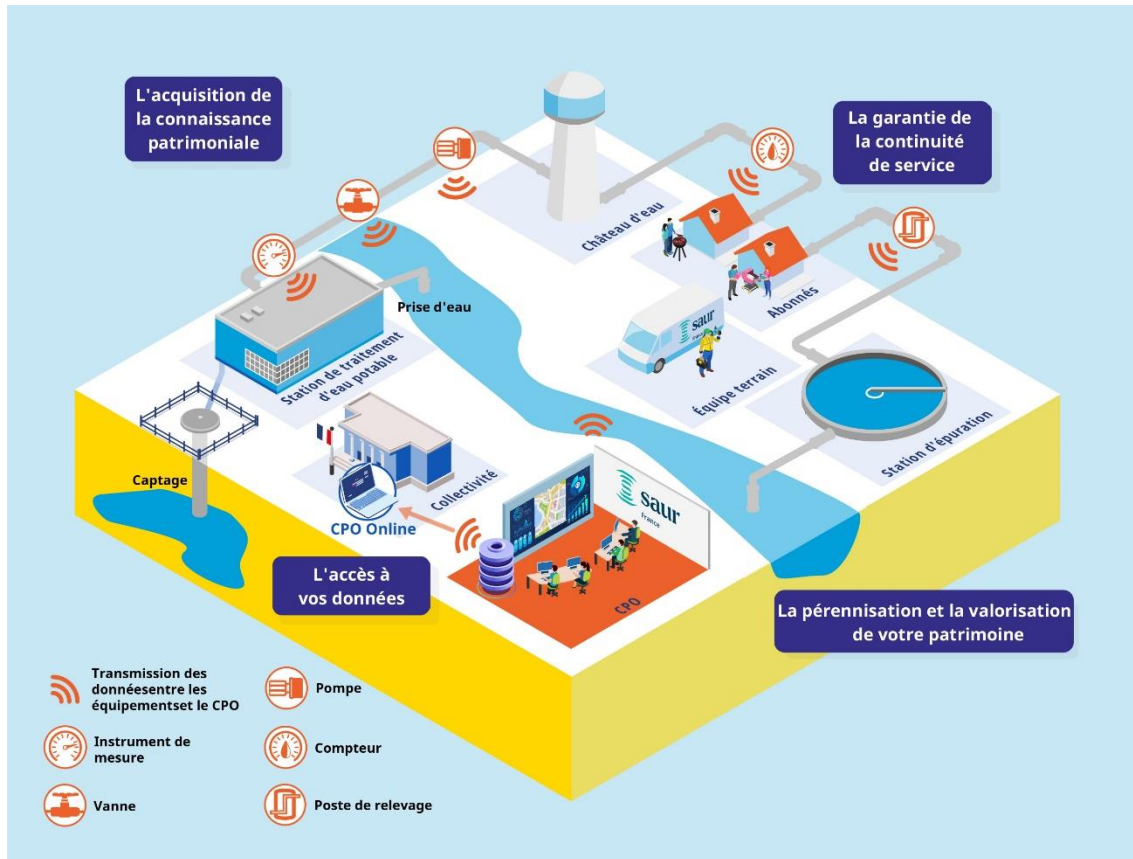 L'acquisition de
la connaissance
patrimoniale
La garantie de
la continuité
de service
Château d'eau
Abonnés
Prise d'eau
saur
France
Équipe terrain
Station de traitement
d'eau potable
Station d'épuration
Captage
Collectivité
CPO Online
saur
France
CPO
L'accès à
vos données
La pérennisation et la valorisation
de votre patrimoine
Transmission des
donnéesentre les
équipementset le CPO
Pompe
Instrument de
mesure
Compteur
Vanne
Poste de relevage